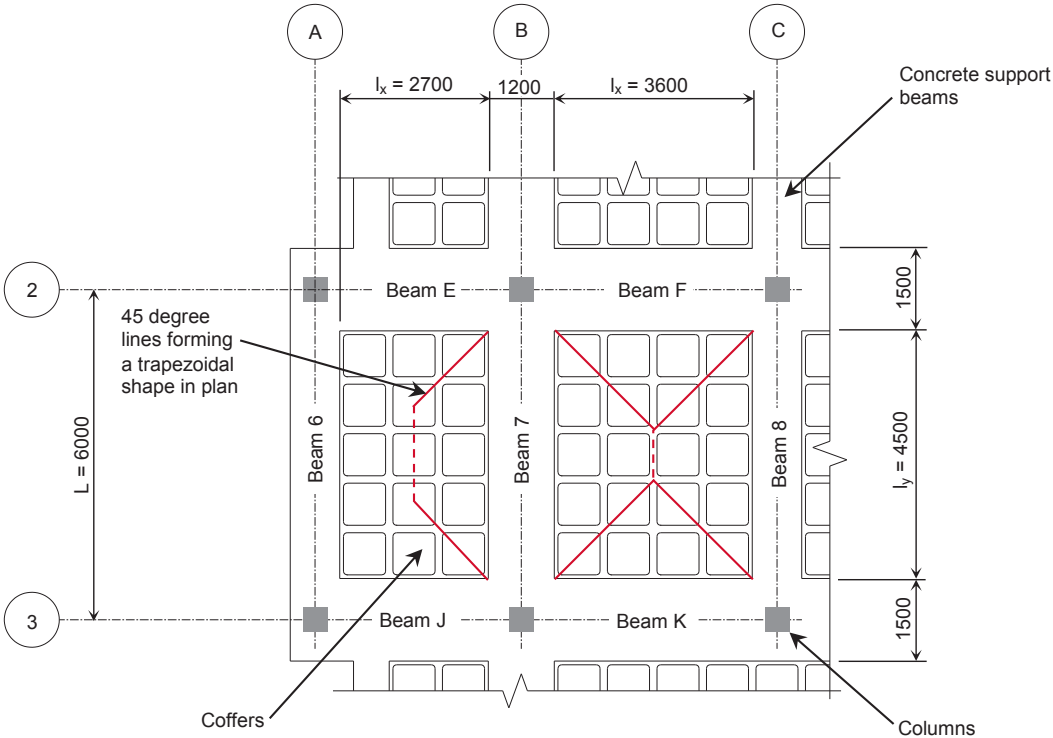 A
B
C
lx = 2700
1200
lx = 3600
Concrete support
beams
2
Beam E
Beam F
1500
45 degree
lines forming
a trapezoidal
shape in plan
L = 6000
Beam 6
Beam 7
Beam 8
ly = 4500
3
Beam J
Beam K
1500
Coffers
Columns